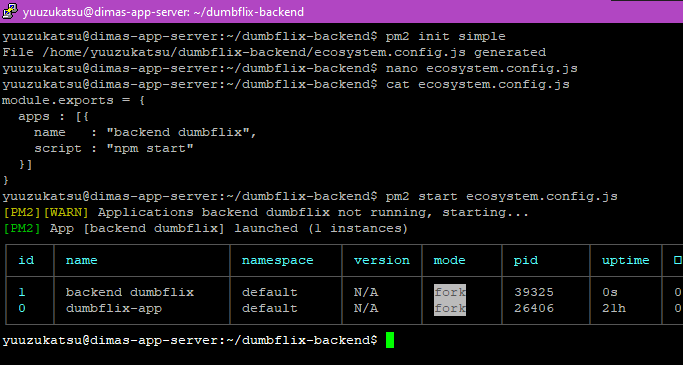 yuuzukatsu@dimas-app-server: ~/dumbflix-backend
yuuzukatsu@dimas-app-server:~/dumbflix-backend$ pm2 init simple
File /home/yuuzukatsu/dumbflix-backend/ecosystem.config.js generated
yuuzukatsu@dimas-app-server:~/dumbflix-backend$ nano ecosystem.config.js
yuuzukatsu@dimas-app-server:~/dumbflix-backend$ cat ecosystem.config.js
module.exports = {
  apps : [{
    name   : "backend dumbflix",
    script : "npm start"
  }]
}
yuuzukatsu@dimas-app-server:~/dumbflix-backend$ pm2 start ecosystem.config.js
[PM2][WARN] Applications backend dumbflix not running, starting...
[PM2] App [backend dumbflix] launched (1 instances)
id name namespace version mode pid uptime
1 backend dumbflix default N/A fork 39325 0s 0
0 dumbflix-app default N/A fork 26406 21h 0
yuuzukatsu@dimas-app-server:~/dumbflix-backend$